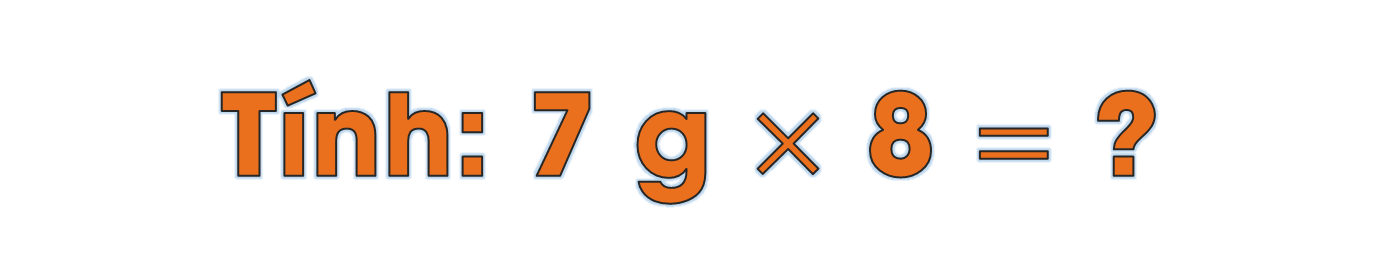 Tính: 7 g × 8 = ?